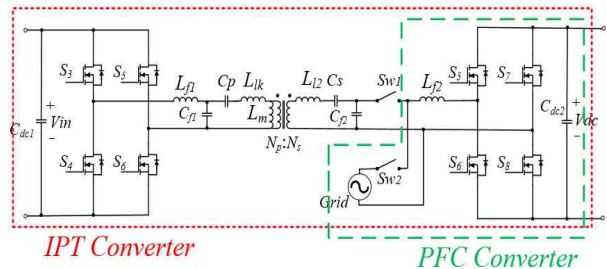 S3
S5
Lf1
Cp
Llk
Ll2
Cs
Sw1
Lf2
S5
S7
Cdc1
+
Vin
-
Cf1
Lm
Cf2
Cdc2
+
Vdc
-
S4
S6
Np:Ns
Sw2
Grid
S6
S8
IPT Converter
PFC Converter